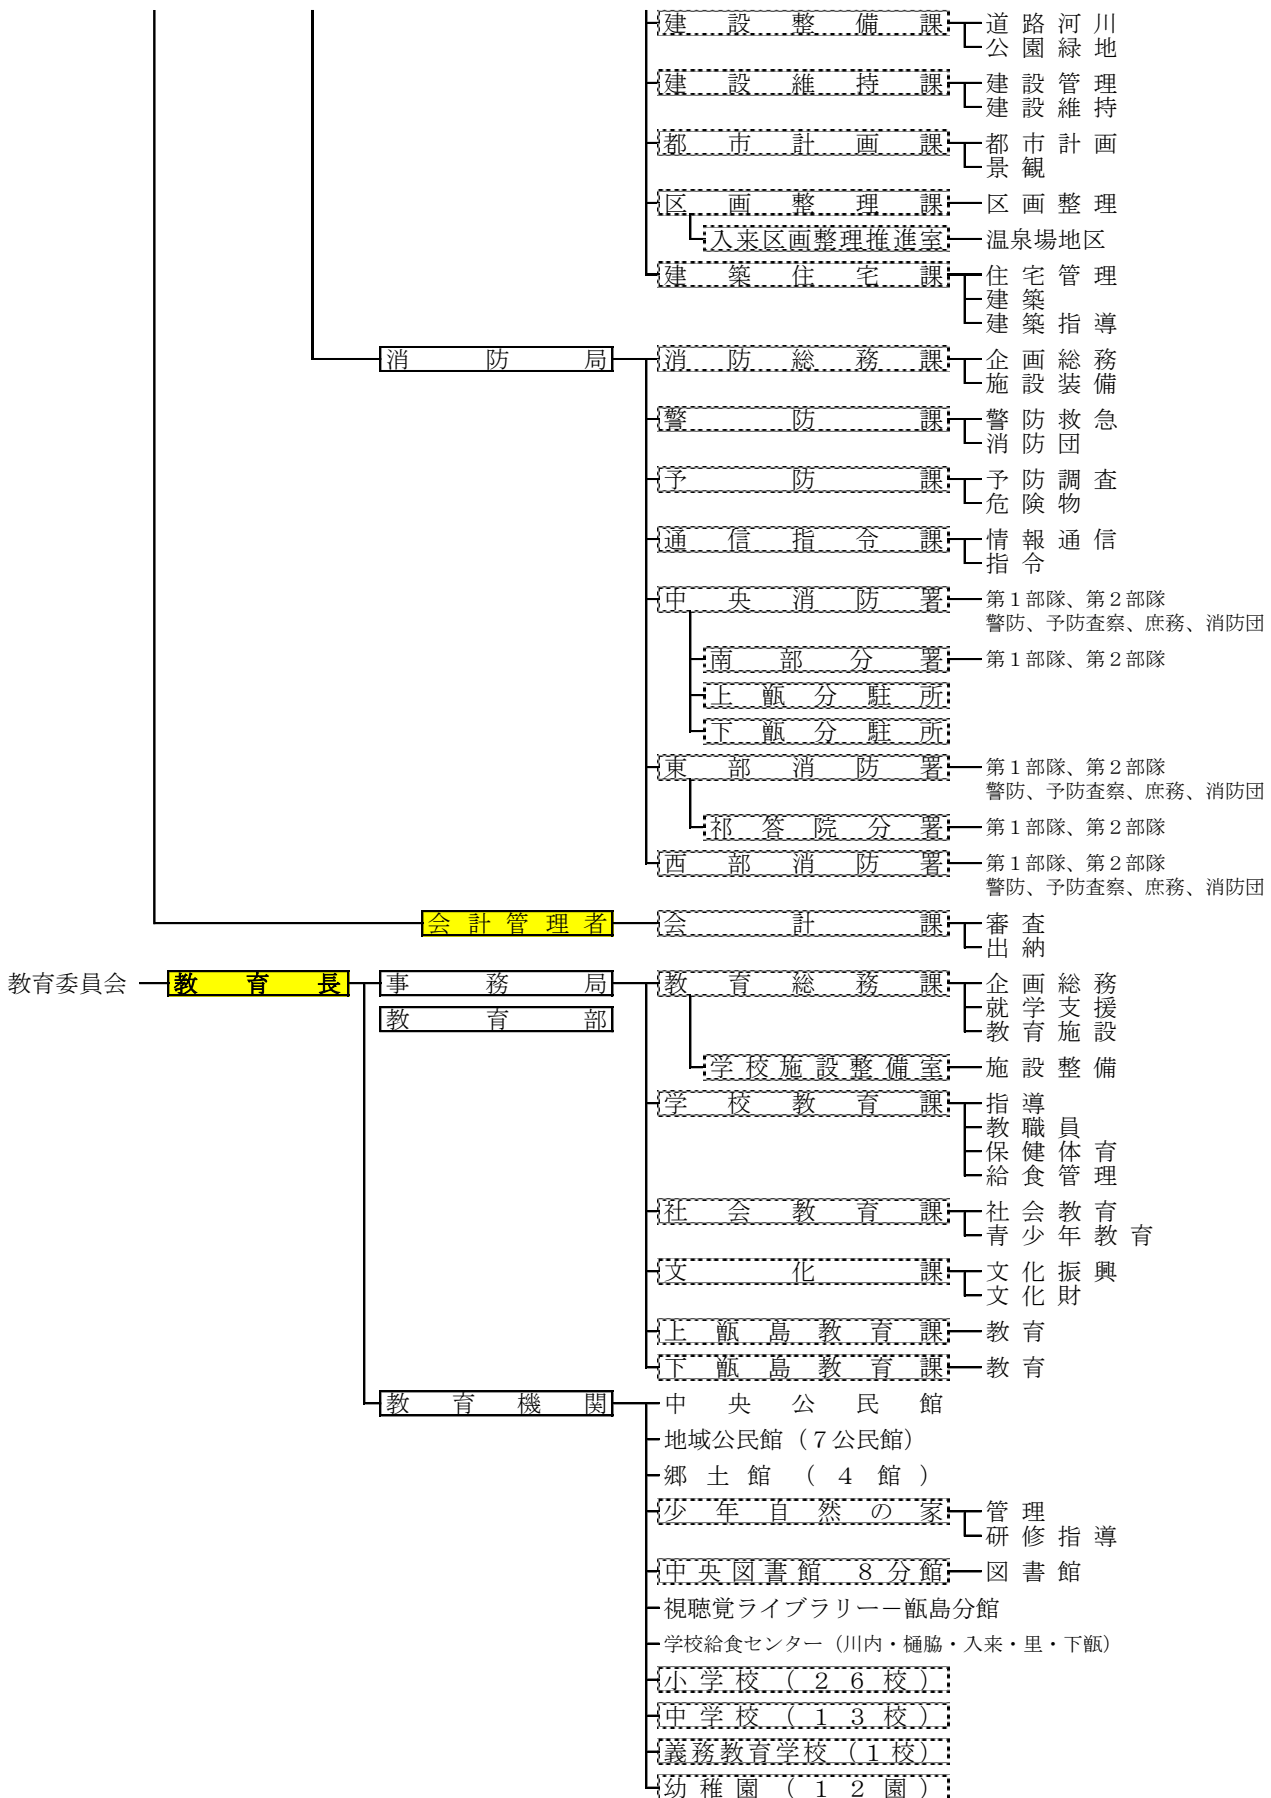 建設整備課 道路河川
公園緑地
建設維持課 建設管理
建設維持
都市計画課 都市計画
景観
区画整理課 区画整理
入来区画整理推進室 温泉場地区
建築住宅課 住宅管理
建築
建築指導
消防局 消防総務課 企画総務
施設装備
警防課 警防救急
消防団
予防課 予防調査
危険物
通信指令課 情報通信
指令
中央消防署 第１部隊、第２部隊
警防、予防査察、庶務、消防団
南部分署 第１部隊、第２部隊
上甑分駐所
下甑分駐所
東部消防署 第１部隊、第２部隊
警防、予防査察、庶務、消防団
祁答院分署 第１部隊、第２部隊
西部消防署 第１部隊、第２部隊
警防、予防査察、庶務、消防団
会計管理者 会計課 審査
出納
教育委員会 教育長 事務局 教育総務課 企画総務
就学支援
教育部 教育施設
学校施設整備室 施設整備
学校教育課 指導
教職員
保健体育
給食管理
社会教育課 社会教育
青少年教育
文化課 文化振興
文化財
上甑島教育課 教育
下甑島教育課 教育
教育機関 中央公民館
地域公民館（７公民館）
郷土館（４館）
少年自然の家 管理
研修指導
中央図書館 ８分館 図書館
視聴覚ライブラリー－甑島分館
学校給食センター（川内・樋脇・入来・里・下甑）
小学校（２６校）
中学校（１３校）
義務教育学校（１校）
幼稚園（１２園）